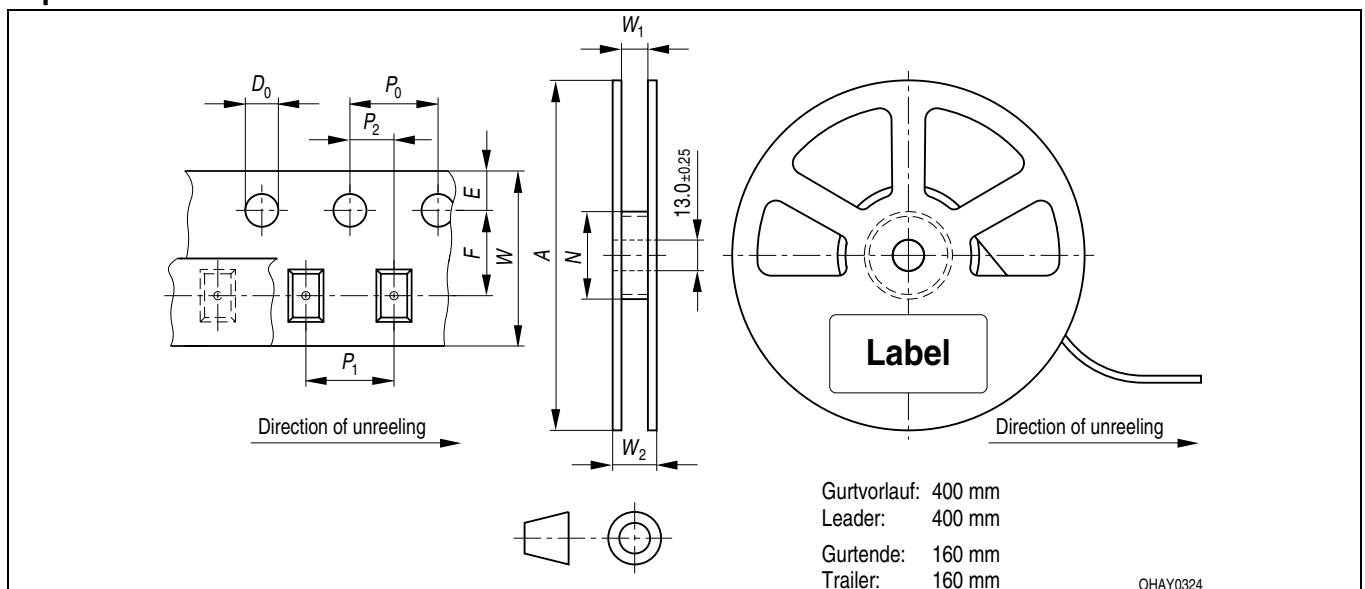 W₁
D₀
P₀
P₂
E
F
W
A
N
13.0±0.25
Label
P₁
Direction of unreeling
W₂
Direction of unreeling
Gurtvorlauf: 400 mm
Leader: 400 mm
Gurtende: 160 mm
Trailer: 160 mm
OHAY0324